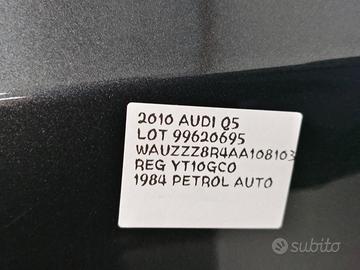 2010 AUDI Q5
LOT 99620695
WAUZZZ8R4AA108103
REG YT10GCO
1984 PETROL AUTO
subito